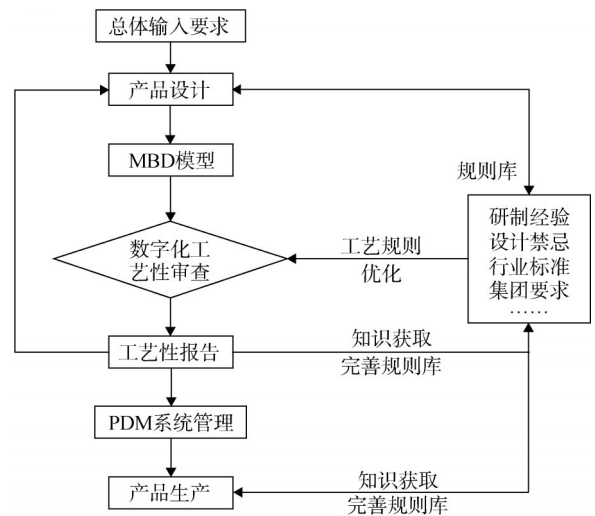 总体输入要求
产品设计
MBD模型
规则库
数字化工
艺性审查
工艺规则
优化
研制经验
设计禁忌
行业标准
集团要求
……
工艺性报告
知识获取
完善规则库
PDM系统管理
产品生产
知识获取
完善规则库